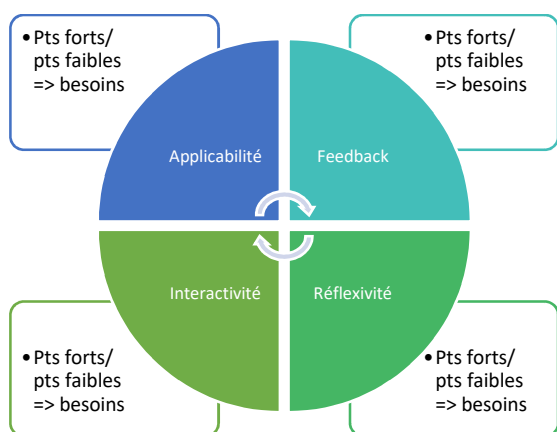 • Pts forts/
pts faibles
=> besoins
• Pts forts/
pts faibles
=> besoins
Applicabilité
Feedback
Interactivité
Réflexivité
• Pts forts/
pts faibles
=> besoins
• Pts forts/
pts faibles
=> besoins